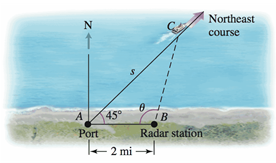 N
C
Northeast
course
s
A
45°
θ
B
Port
Radar station
2 mi